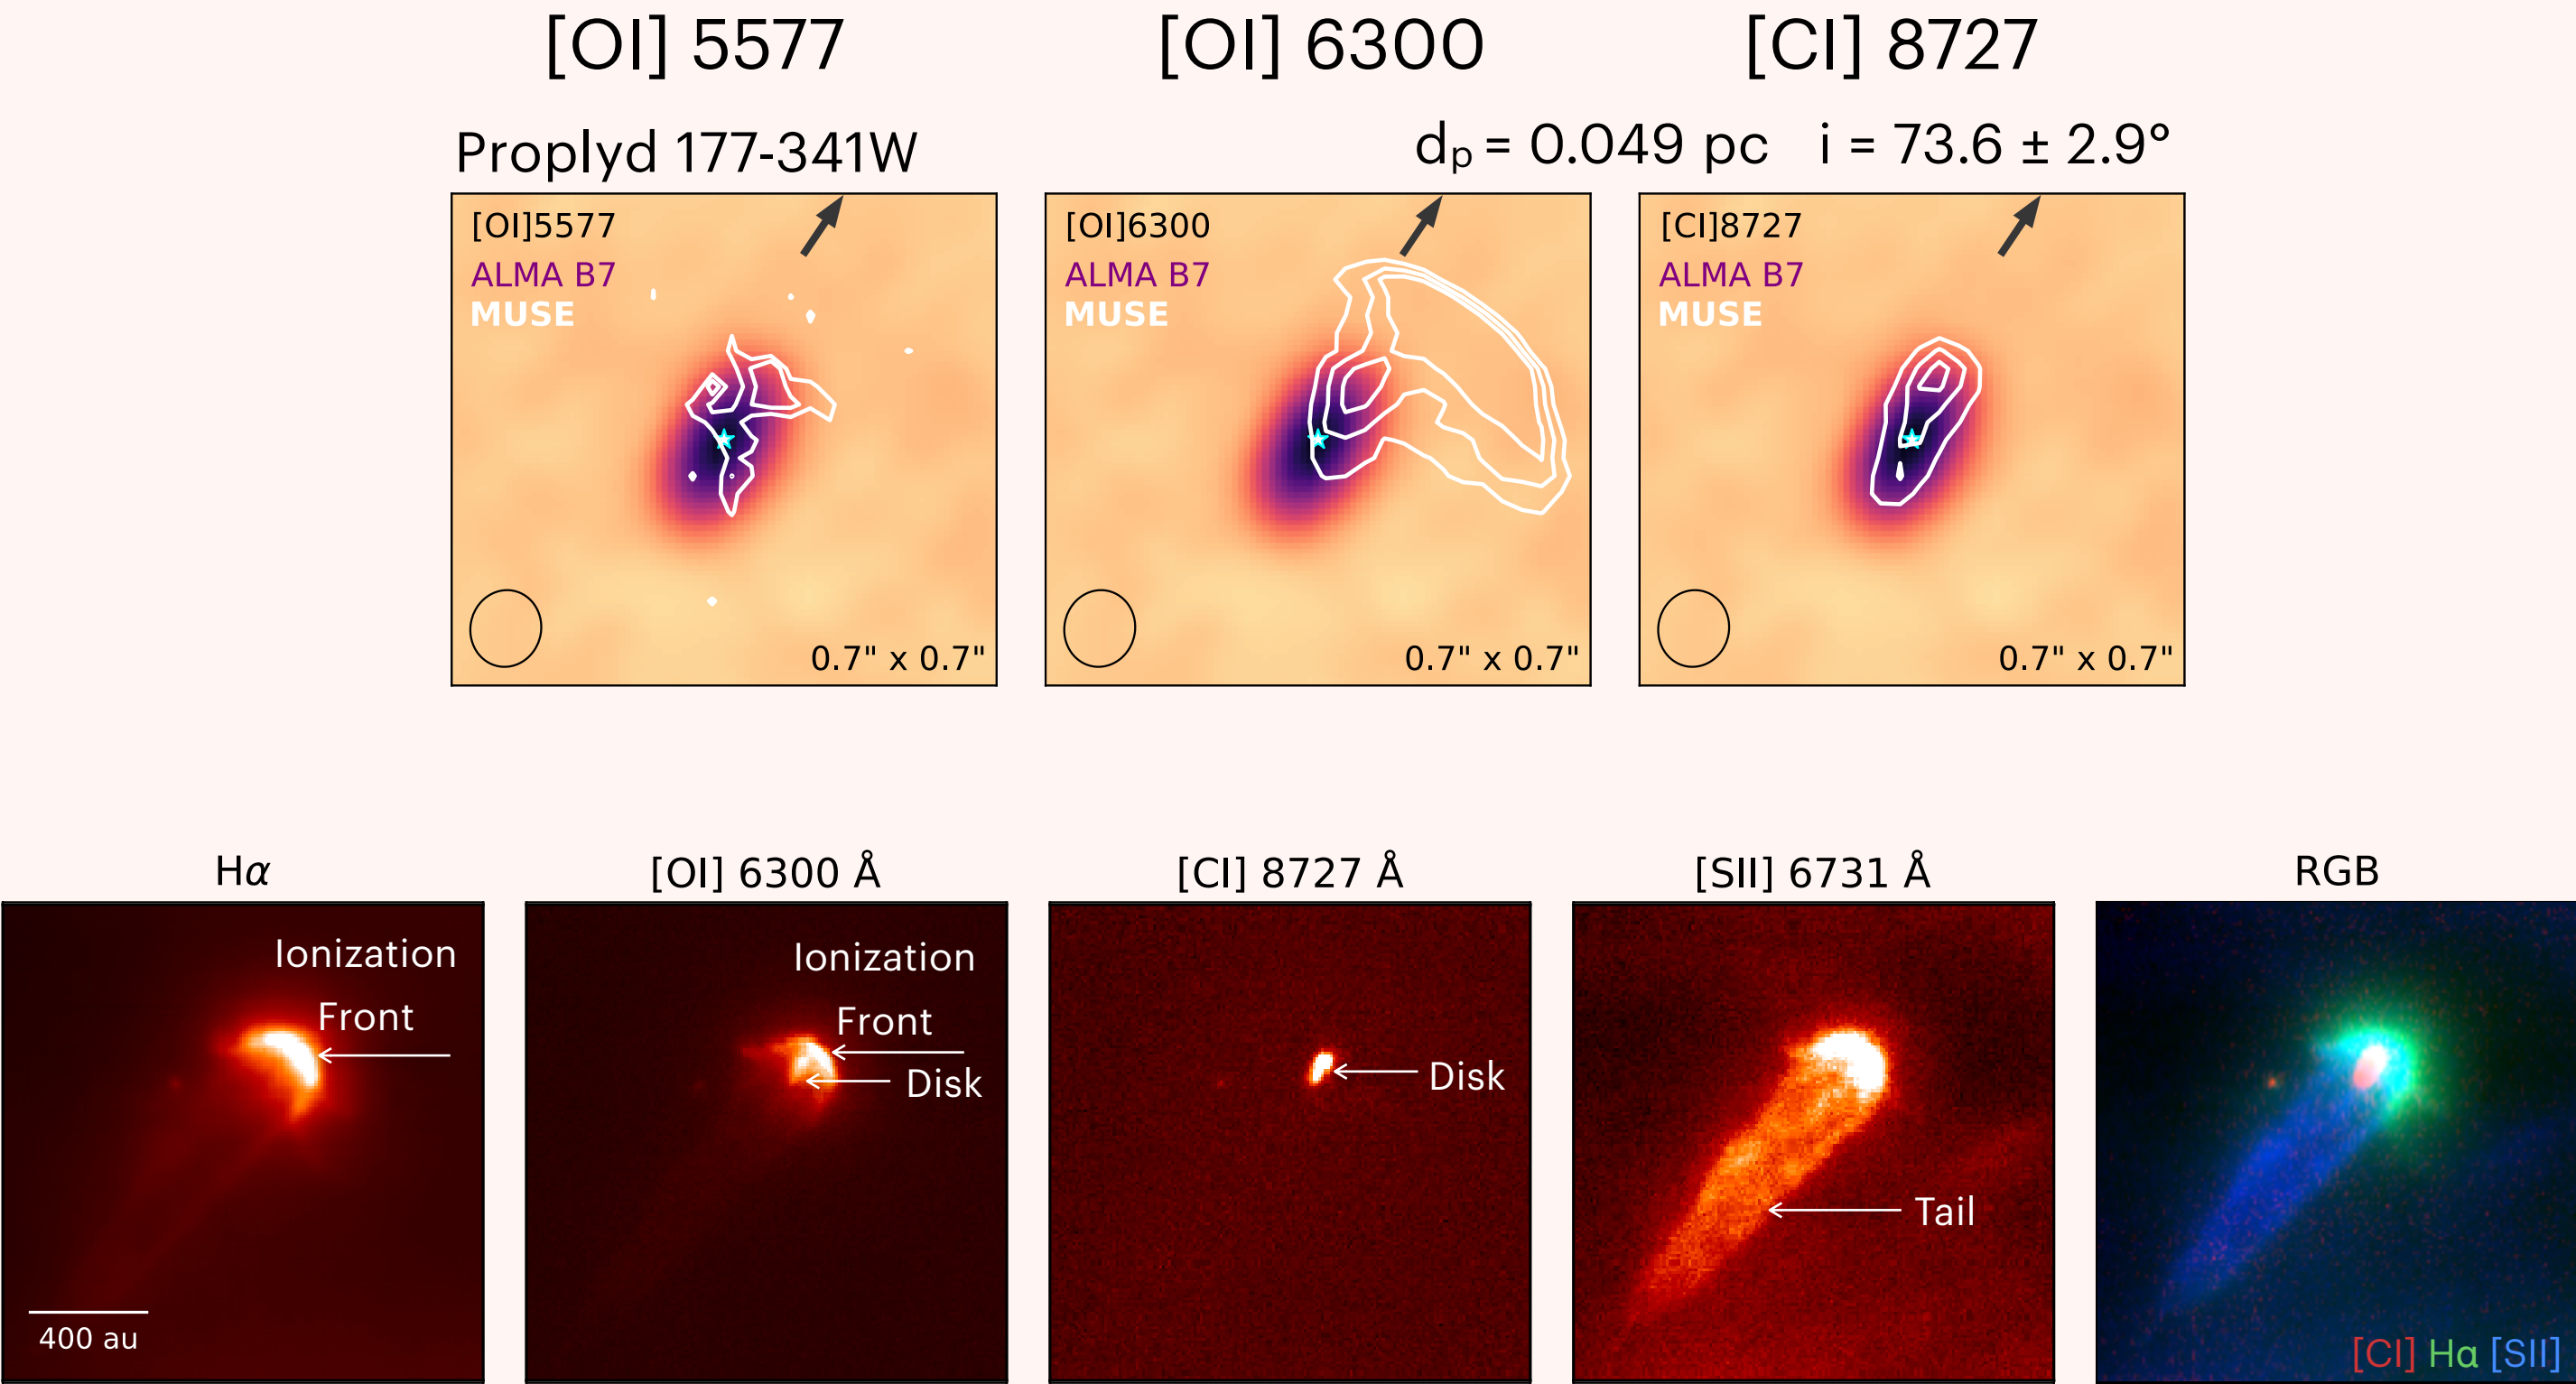 [OI] 5577
[OI] 6300
[CI] 8727
Proplyd 177-341W
dₚ = 0.049 pc i = 73.6 ± 2.9°
[OI]5577
ALMA B7
MUSE
0.7" x 0.7"
[OI]6300
ALMA B7
MUSE
0.7" x 0.7"
[CI]8727
ALMA B7
MUSE
0.7" x 0.7"
Hα
Ionization
Front
400 au
[OI] 6300 Å
Ionization
Front
Disk
[CI] 8727 Å
Disk
[SII] 6731 Å
Tail
RGB
[CI] Hα [SII]